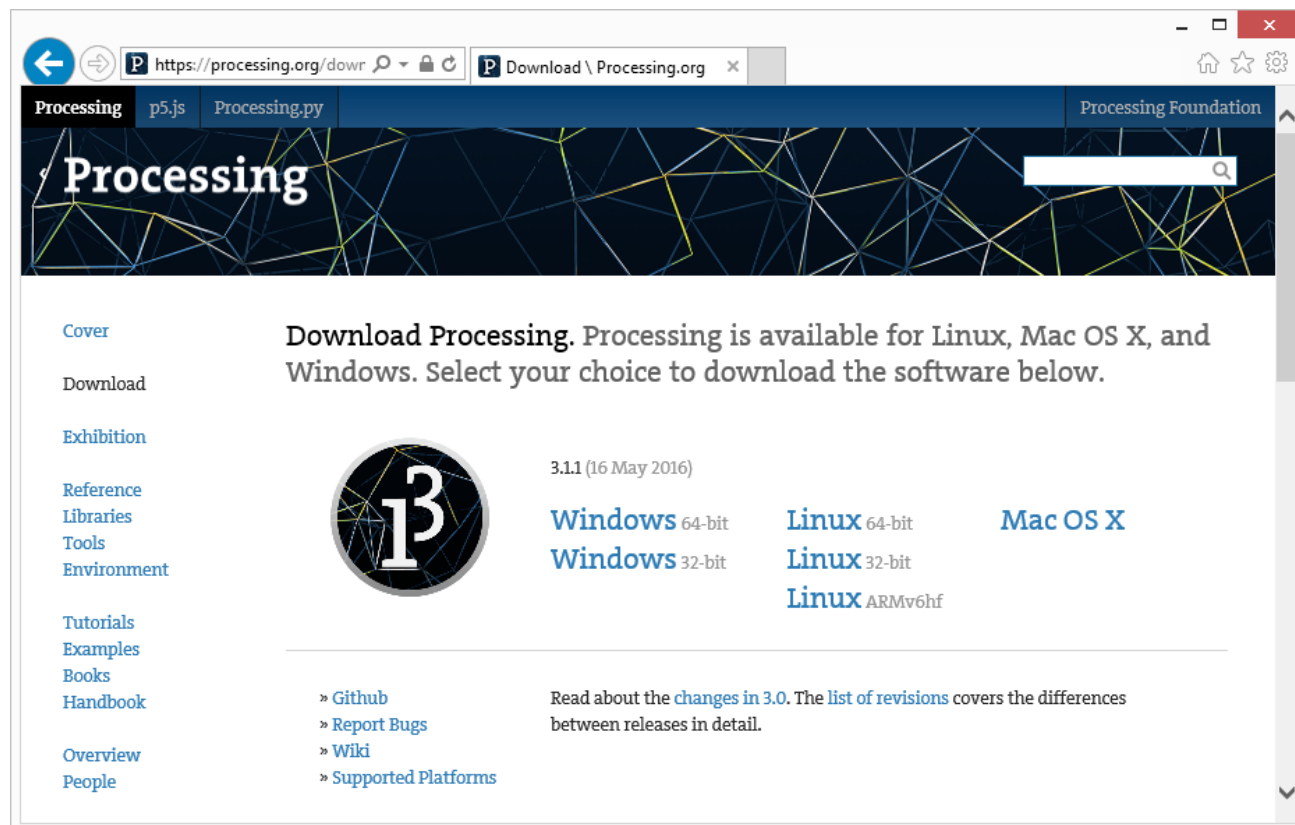 https://processing.org/dowr
Download \ Processing.org
Processing
p5.js
Processing.py
Processing Foundation
Processing
Cover
Download
Exhibition
Reference
Libraries
Tools
Environment
Tutorials
Examples
Books
Handbook
Overview
People
Download Processing. Processing is available for Linux, Mac OS X, and
Windows. Select your choice to download the software below.
3.1.1 (16 May 2016)
Windows 64-bit
Windows 32-bit
Linux 64-bit
Linux 32-bit
Linux ARMv6hf
Mac OS X
» Github
» Report Bugs
» Wiki
» Supported Platforms
Read about the changes in 3.0. The list of revisions covers the differences
between releases in detail.